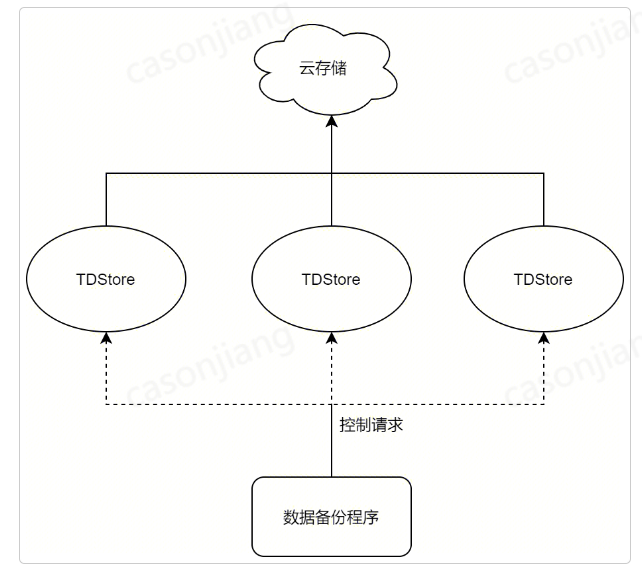 casonjiang
casonjiang
云存储
TDStore
TDStore
TDStore
casonjiang
casonjiang
控制请求
数据备份程序